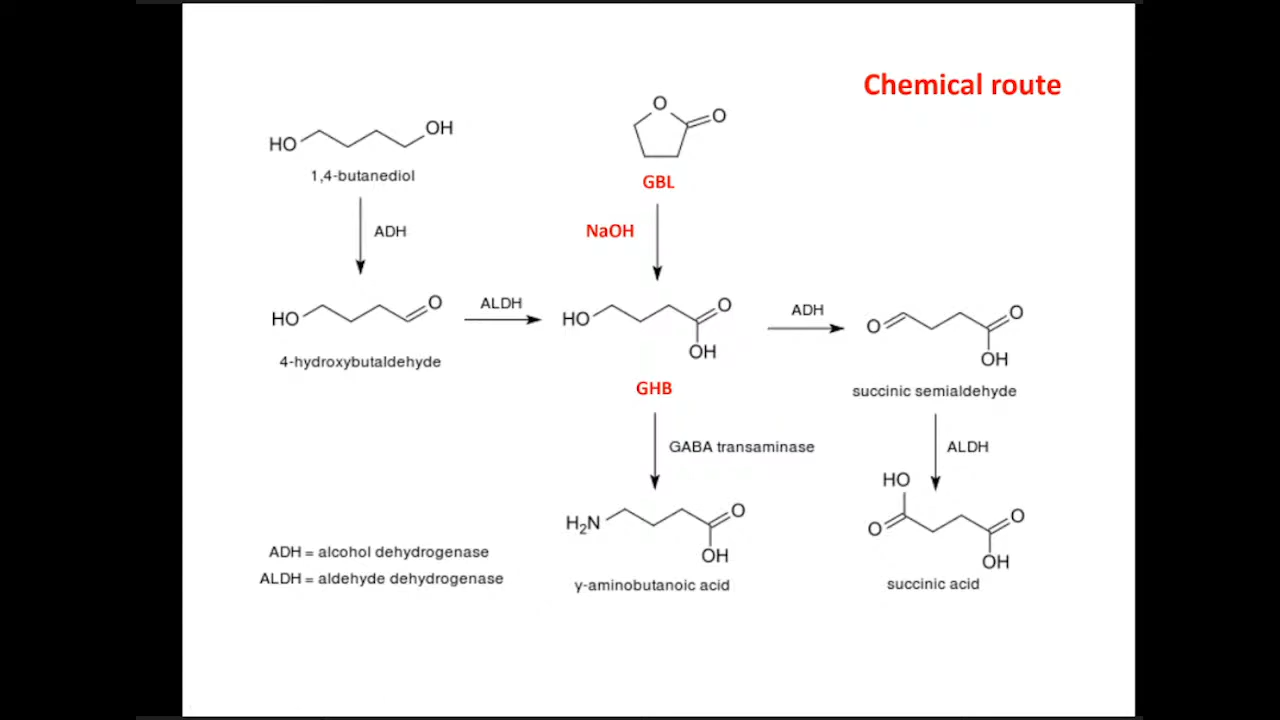 Chemical route
HO
OH
1,4-butanediol
O
O
GBL
ADH
NaOH
HO
O
4-hydroxybutaldehyde
ALDH
HO
O
OH
GHB
ADH
O
O
OH
succinic semialdehyde
GABA transaminase
ALDH
H₂N
O
OH
γ-aminobutanoic acid
HO
O
O
OH
succinic acid
ADH = alcohol dehydrogenase
ALDH = aldehyde dehydrogenase